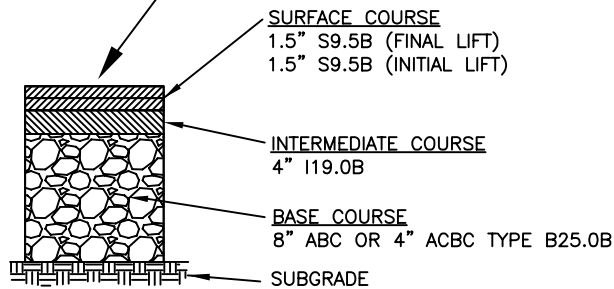 SURFACE COURSE
1.5" S9.5B (FINAL LIFT)
1.5" S9.5B (INITIAL LIFT)
INTERMEDIATE COURSE
4" I19.0B
BASE COURSE
8" ABC OR 4" ACBC TYPE B25.0B
SUBGRADE